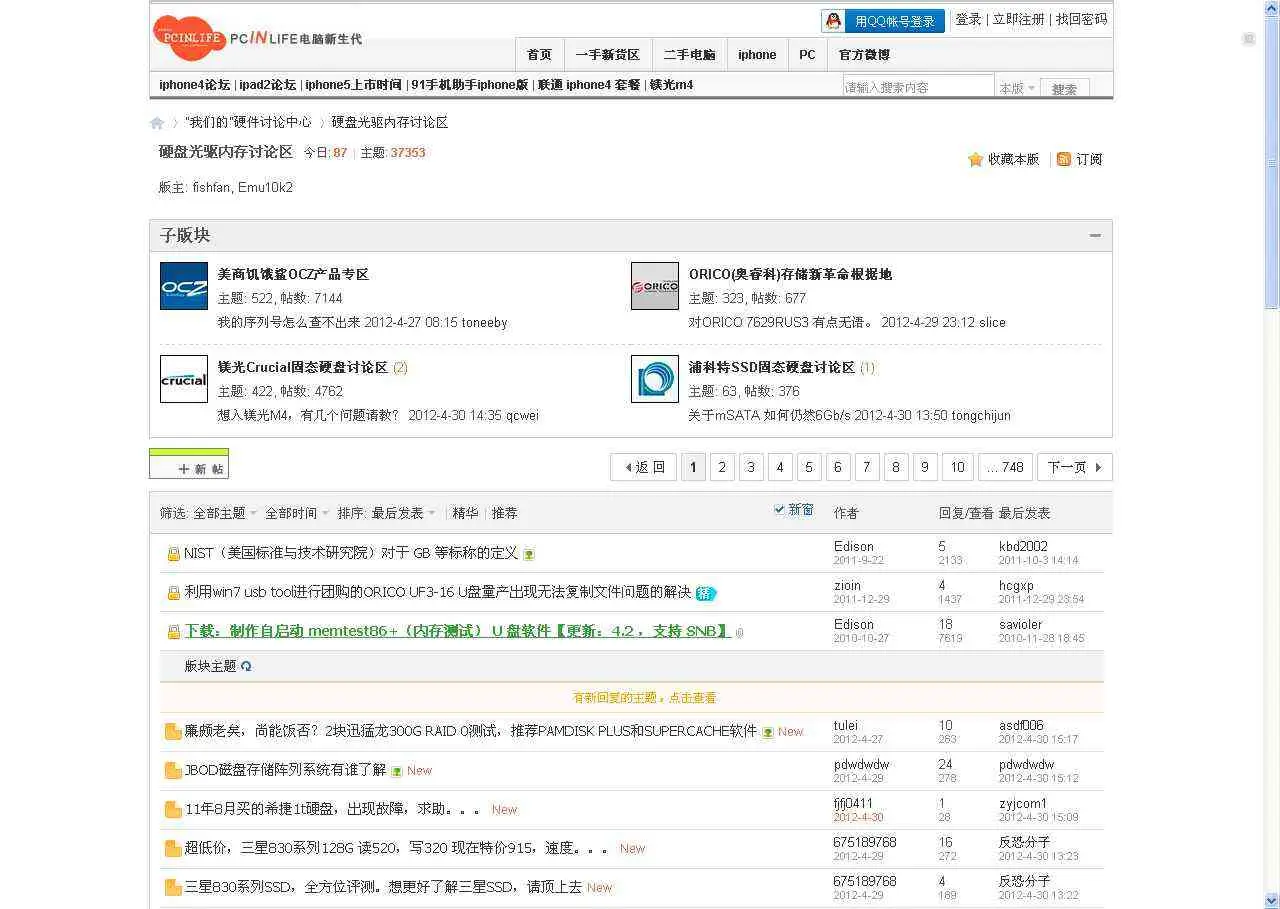 PCINLIFE PCINLIFE电脑新生代
用QQ帐号登录 登录 | 立即注册 | 找回密码
首页 一手新货区 二手电脑 iphone PC 官方微博
iphone4论坛 | ipad2论坛 | iphone5上市时间 | 91手机助手iphone版 | 联通 iphone4 套餐 | 镁光m4
请输入搜索内容 本版 搜索
"我们的"硬件讨论中心 › 硬盘光驱内存讨论区
硬盘光驱内存讨论区 今日: 87 | 主题: 37353
收藏本版 | 订阅
版主: fishfan, Emu10k2
子版块
OCZ
美商饥饿鲨OCZ产品专区
主题: 522, 帖数: 7144
我的序列号怎么查不出来 2012-4-27 08:15 toneeby
ORICO
ORICO(奥睿科)存储新革命根据地
主题: 323, 帖数: 677
对ORICO 7629RUS3 有点无语。 2012-4-29 23:12 slice
crucial
镁光Crucial固态硬盘讨论区 (2)
主题: 422, 帖数: 4762
想入镁光M4，有几个问题请教？ 2012-4-30 14:35 qcwei
浦科特SSD固态硬盘讨论区 (1)
主题: 63, 帖数: 376
关于mSATA 如何仍然6Gb/s 2012-4-30 13:50 tongchijun
＋新 帖
返 回 1 2 3 4 5 6 7 8 9 10 ... 748 下一页
筛选: 全部主题 全部时间 排序: 最后发表 | 精华 | 推荐 新窗 作者 回复/查看 最后发表
NIST（美国标准与技术研究院）对于 GB 等标称的定义 Edison 5 kbd2002
2011-9-22 2133 2011-10-3 14:14
利用win7 usb tool进行团购的ORICO UF3-16 U盘量产出现无法复制文件问题的解决 精 zioin 4 hcgxp
2011-12-29 1437 2011-12-29 23:54
下载：制作自启动 memtest86+（内存测试） U 盘软件【更新：4.2 ，支持 SNB】 Edison 18 savioler
2010-10-27 7619 2010-11-28 18:45
版块主题
有新回复的主题，点击查看
廉颇老矣，尚能饭否？2块迅猛龙300G RAID 0测试，推荐PAMDISK PLUS和SUPERCACHE软件 New tulei 10 asdf006
2012-4-27 263 2012-4-30 15:17
JBOD磁盘存储阵列系统有谁了解 New pdwdwdw 24 pdwdwdw
2012-4-29 278 2012-4-30 15:12
11年8月买的希捷1t硬盘，出现故障，求助。。。 New fjfj0411 1 zyjcom1
2012-4-30 28 2012-4-30 15:09
超低价，三星830系列128G 读520，写320 现在特价915，速度。。。 New 675189768 16 反恐分子
2012-4-29 272 2012-4-30 13:23
三星830系列SSD，全方位评测。想更好了解三星SSD，请顶上去 New 675189768 4 反恐分子
2012-4-29 169 2012-4-30 13:22